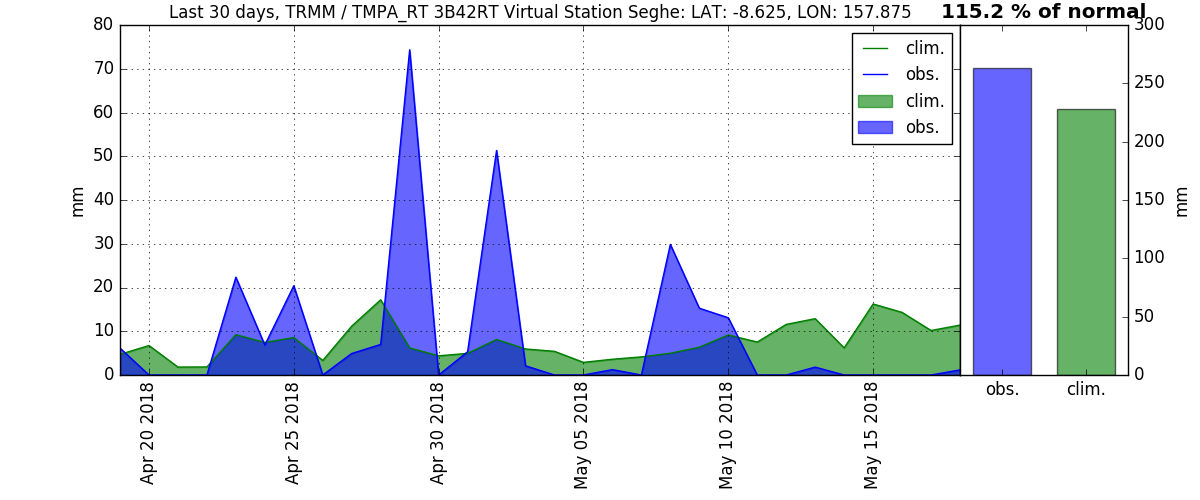 Last 30 days, TRMM / TMPA_RT 3B42RT Virtual Station Seghe: LAT: -8.625, LON: 157.875
115.2 % of normal
80
70
60
50
40
30
20
10
0
mm
Apr 20 2018
Apr 25 2018
Apr 30 2018
May 05 2018
May 10 2018
May 15 2018
clim.
obs.
clim.
obs.
300
250
200
150
100
50
0
mm
obs.
clim.